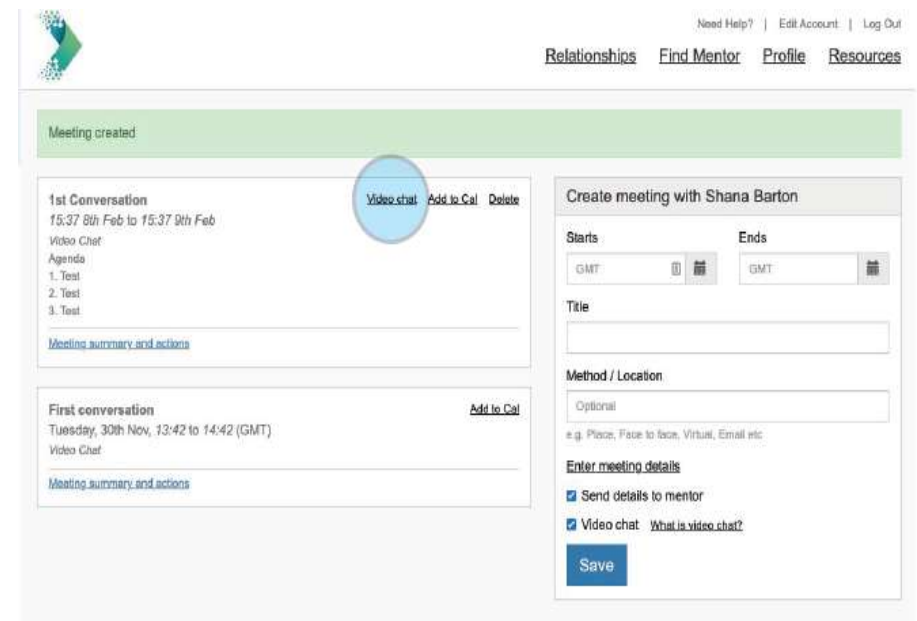 Need Help? | Edit Account | Log Out
Relationships Find Mentor Profile Resources
Meeting created
1st Conversation Video chat Add to Cal Delete
15:37 8th Feb to 15:37 9th Feb
Video Chat
Agenda
1. Test
2. Test
3. Test
Meeting summary and actions
First conversation Add to Cal
Tuesday, 30th Nov, 13:42 to 14:42 (GMT)
Video Chat
Meeting summary and actions
Create meeting with Shana Barton
Starts Ends
GMT GMT
Title
Method / Location
Optional
e.g. Place, Face to face, Virtual, Email etc
Enter meeting details
Send details to mentor
Video chat What is video chat?
Save